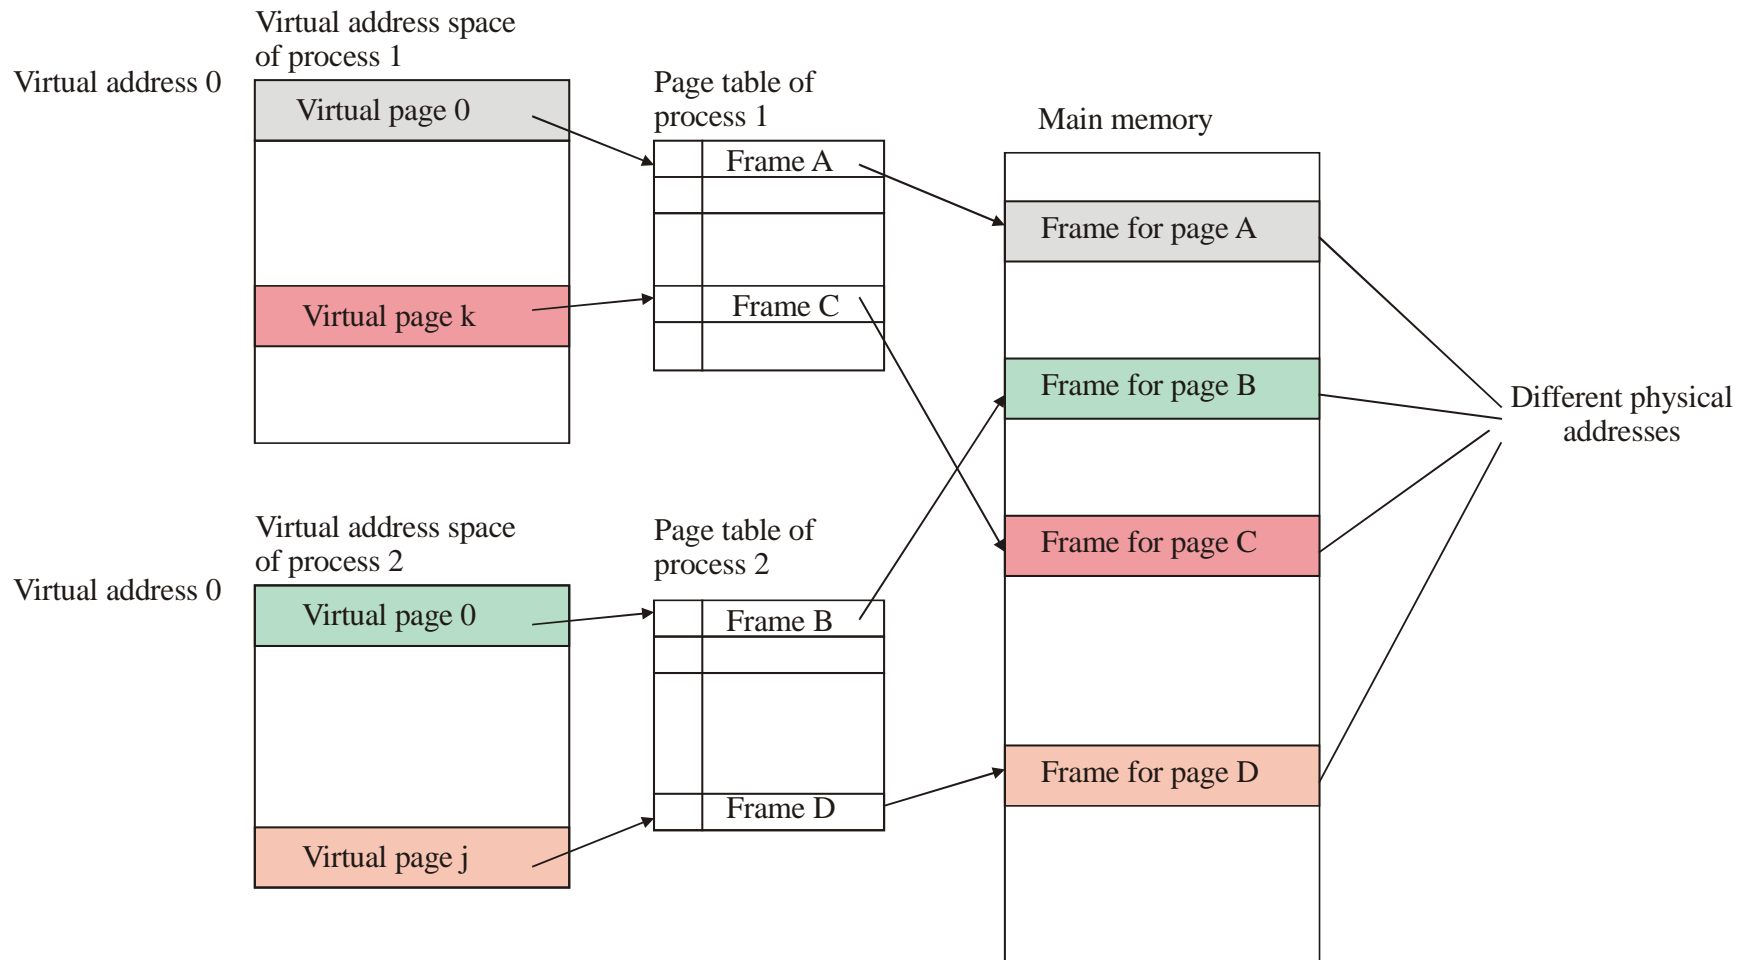 Virtual address space
of process 1
Virtual address 0
Virtual page 0
Virtual page k
Page table of
process 1
Frame A
Frame C
Main memory
Frame for page A
Frame for page B
Frame for page C
Frame for page D
Different physical
addresses
Virtual address space
of process 2
Virtual address 0
Virtual page 0
Virtual page j
Page table of
process 2
Frame B
Frame D